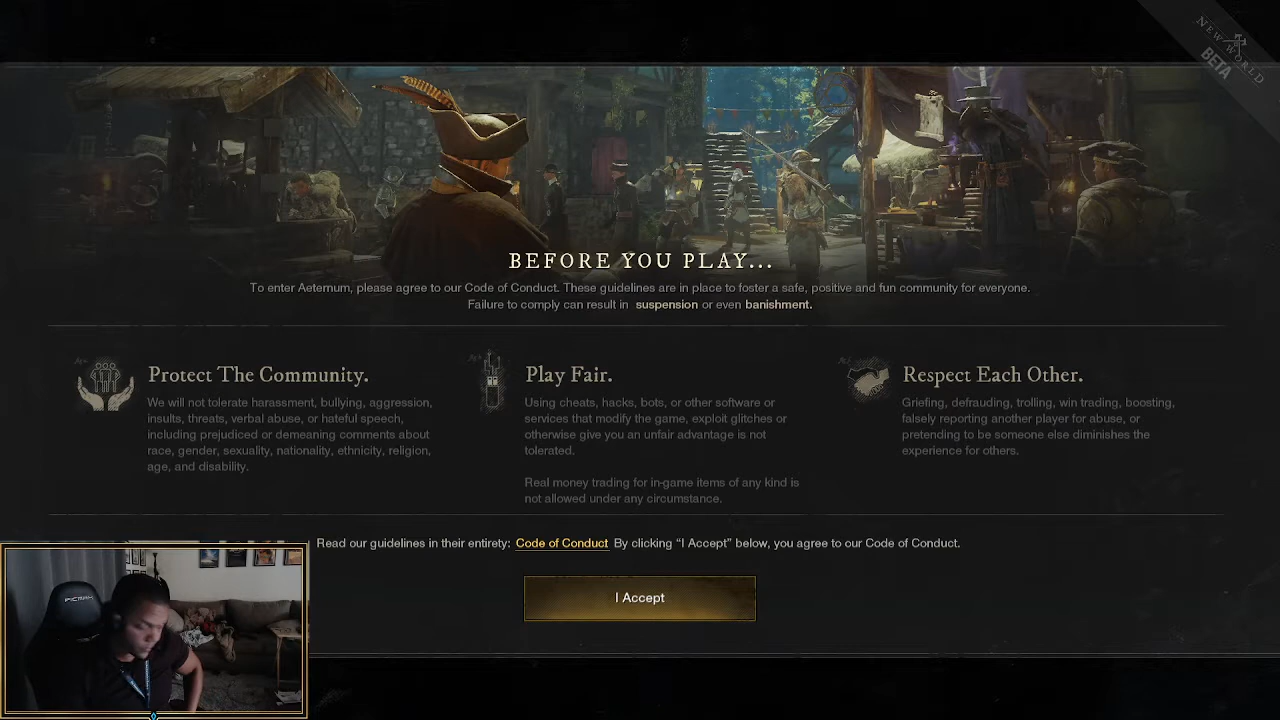 NEW WORLD
BETA
BEFORE YOU PLAY...
To enter Aeternum, please agree to our Code of Conduct. These guidelines are in place to foster a safe, positive and fun community for everyone.
Failure to comply can result in suspension or even banishment.
Protect The Community.
We will not tolerate harassment, bullying, aggression,
insults, threats, verbal abuse, or hateful speech,
including prejudiced or demeaning comments about
race, gender, sexuality, nationality, ethnicity, religion,
age, and disability.
Play Fair.
Using cheats, hacks, bots, or other software or
services that modify the game, exploit glitches or
otherwise give you an unfair advantage is not
tolerated.
Real money trading for in-game items of any kind is
not allowed under any circumstance.
Respect Each Other.
Griefing, defrauding, trolling, win trading, boosting,
falsely reporting another player for abuse, or
pretending to be someone else diminishes the
experience for others.
Read our guidelines in their entirety: Code of Conduct By clicking “I Accept” below, you agree to our Code of Conduct.
I Accept